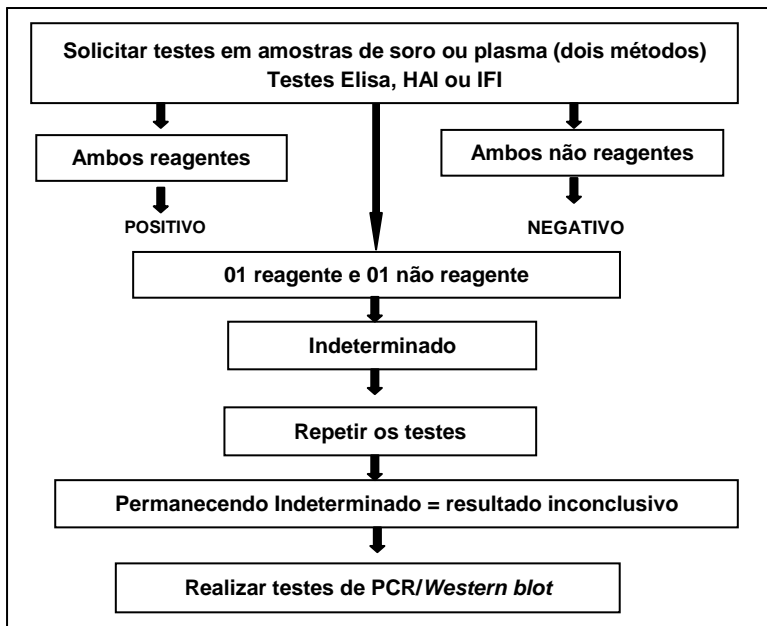 Solicitar testes em amostras de soro ou plasma (dois métodos)
Testes Elisa, HAI ou IFI
Ambos reagentes
Ambos não reagentes
POSITIVO
NEGATIVO
01 reagente e 01 não reagente
Indeterminado
Repetir os testes
Permanecendo Indeterminado = resultado inconclusivo
Realizar testes de PCR/Western blot